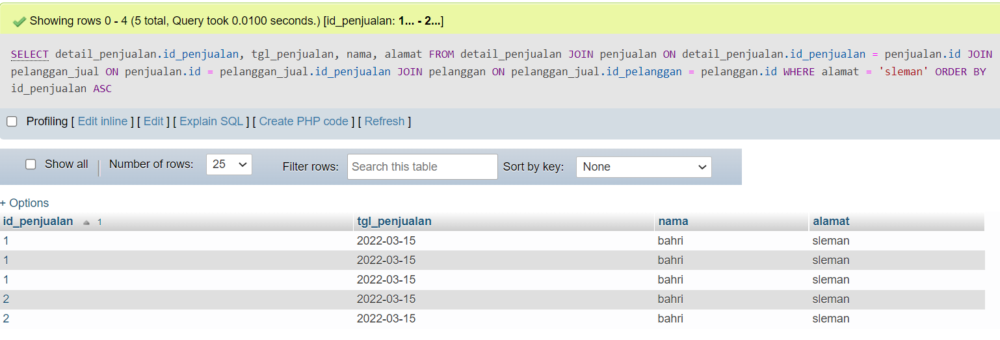 Showing rows 0 - 4 (5 total, Query took 0.0100 seconds.) [id_penjualan: 1... - 2...]
SELECT detail_penjualan.id_penjualan, tgl_penjualan, nama, alamat FROM detail_penjualan JOIN penjualan ON detail_penjualan.id_penjualan = penjualan.id JOIN
pelanggan_jual ON penjualan.id = pelanggan_jual.id_penjualan JOIN pelanggan ON pelanggan_jual.id_pelanggan = pelanggan.id WHERE alamat = 'sleman' ORDER BY
id_penjualan ASC
Profiling [ Edit inline ] [ Edit ] [ Explain SQL ] [ Create PHP code ] [ Refresh ]
Show all Number of rows: 25 Filter rows: Search this table Sort by key: None
+ Options
id_penjualan 1 tgl_penjualan nama alamat
1 2022-03-15 bahri sleman
1 2022-03-15 bahri sleman
1 2022-03-15 bahri sleman
2 2022-03-15 bahri sleman
2 2022-03-15 bahri sleman